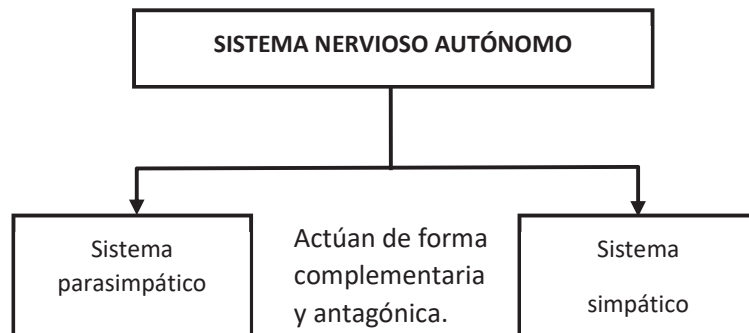 SISTEMA NERVIOSO AUTÓNOMO
Sistema
parasimpático
Actúan de forma
complementaria
y antagónica.
Sistema
simpático